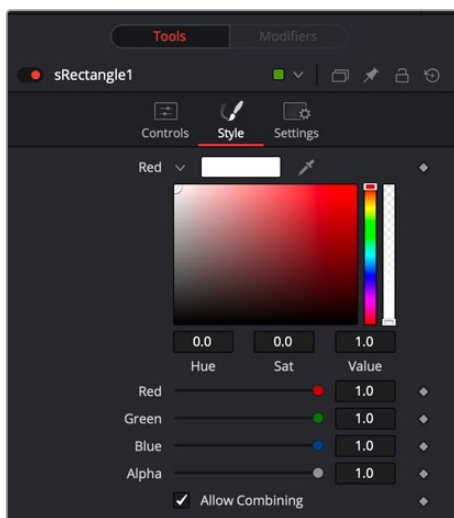 Tools Modifiers
sRectangle1
Controls Style Settings
Red
0.0 0.0 1.0
Hue Sat Value
Red 1.0
Green 1.0
Blue 1.0
Alpha 1.0
Allow Combining